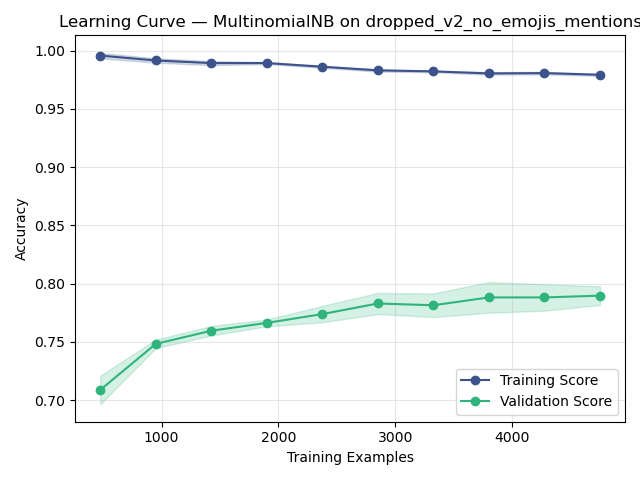 Learning Curve — MultinomialNB on dropped_v2_no_emojis_mentions
1.00
0.95
0.90
0.85
0.80
0.75
0.70
Accuracy
Training Score
Validation Score
1000 2000 3000 4000
Training Examples